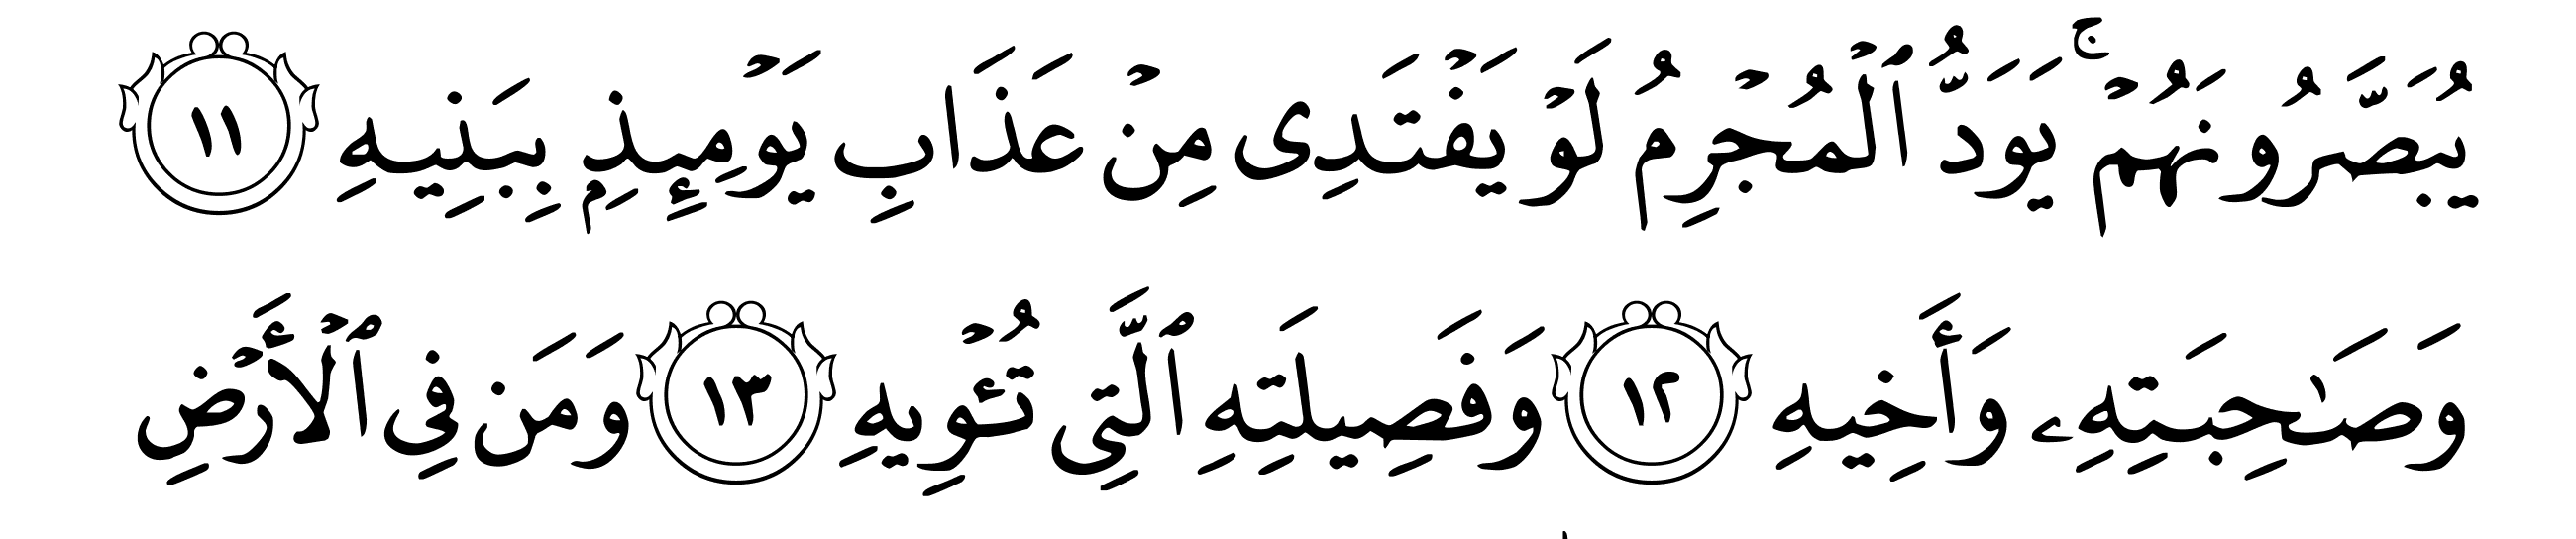 يُبَصَّرُونَهُمْۚ يَوَدُّ ٱلْمُجْرِمُ لَوْ يَفْتَدِى مِنْ عَذَابِ يَوْمِئِذٍۭ بِبَنِيهِ ١١
وَصَـٰحِبَتِهِۦ وَأَخِيهِ ١٢ وَفَصِيلَتِهِ ٱلَّتِى تُـْٔوِيهِ ١٣ وَمَن فِى ٱلْأَرْضِ